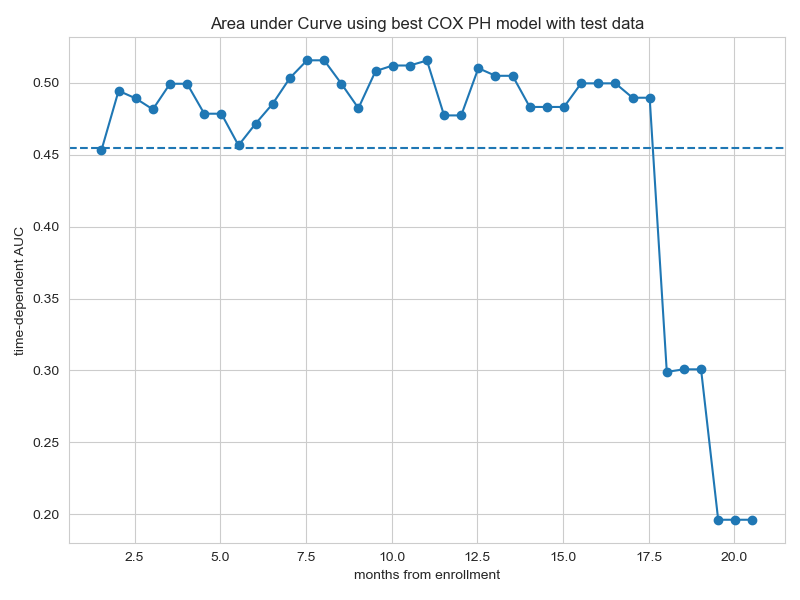 Area under Curve using best COX PH model with test data
time-dependent AUC
0.50
0.45
0.40
0.35
0.30
0.25
0.20
2.5 5.0 7.5 10.0 12.5 15.0 17.5 20.0
months from enrollment